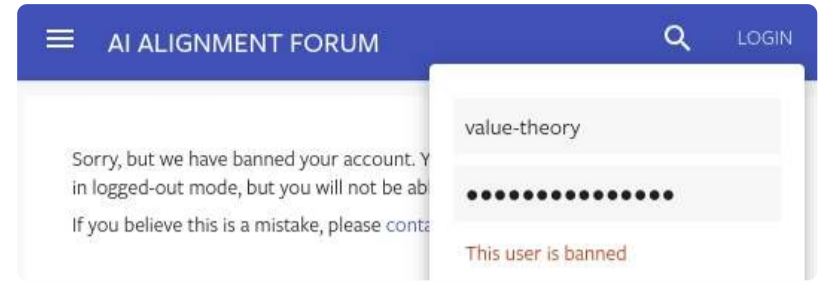 AI ALIGNMENT FORUM
LOGIN
Sorry, but we have banned your account.
in logged-out mode, but you will not be
If you believe this is a mistake, please
value-theory
●●●●●●●●●●●●●●●
This user is banned